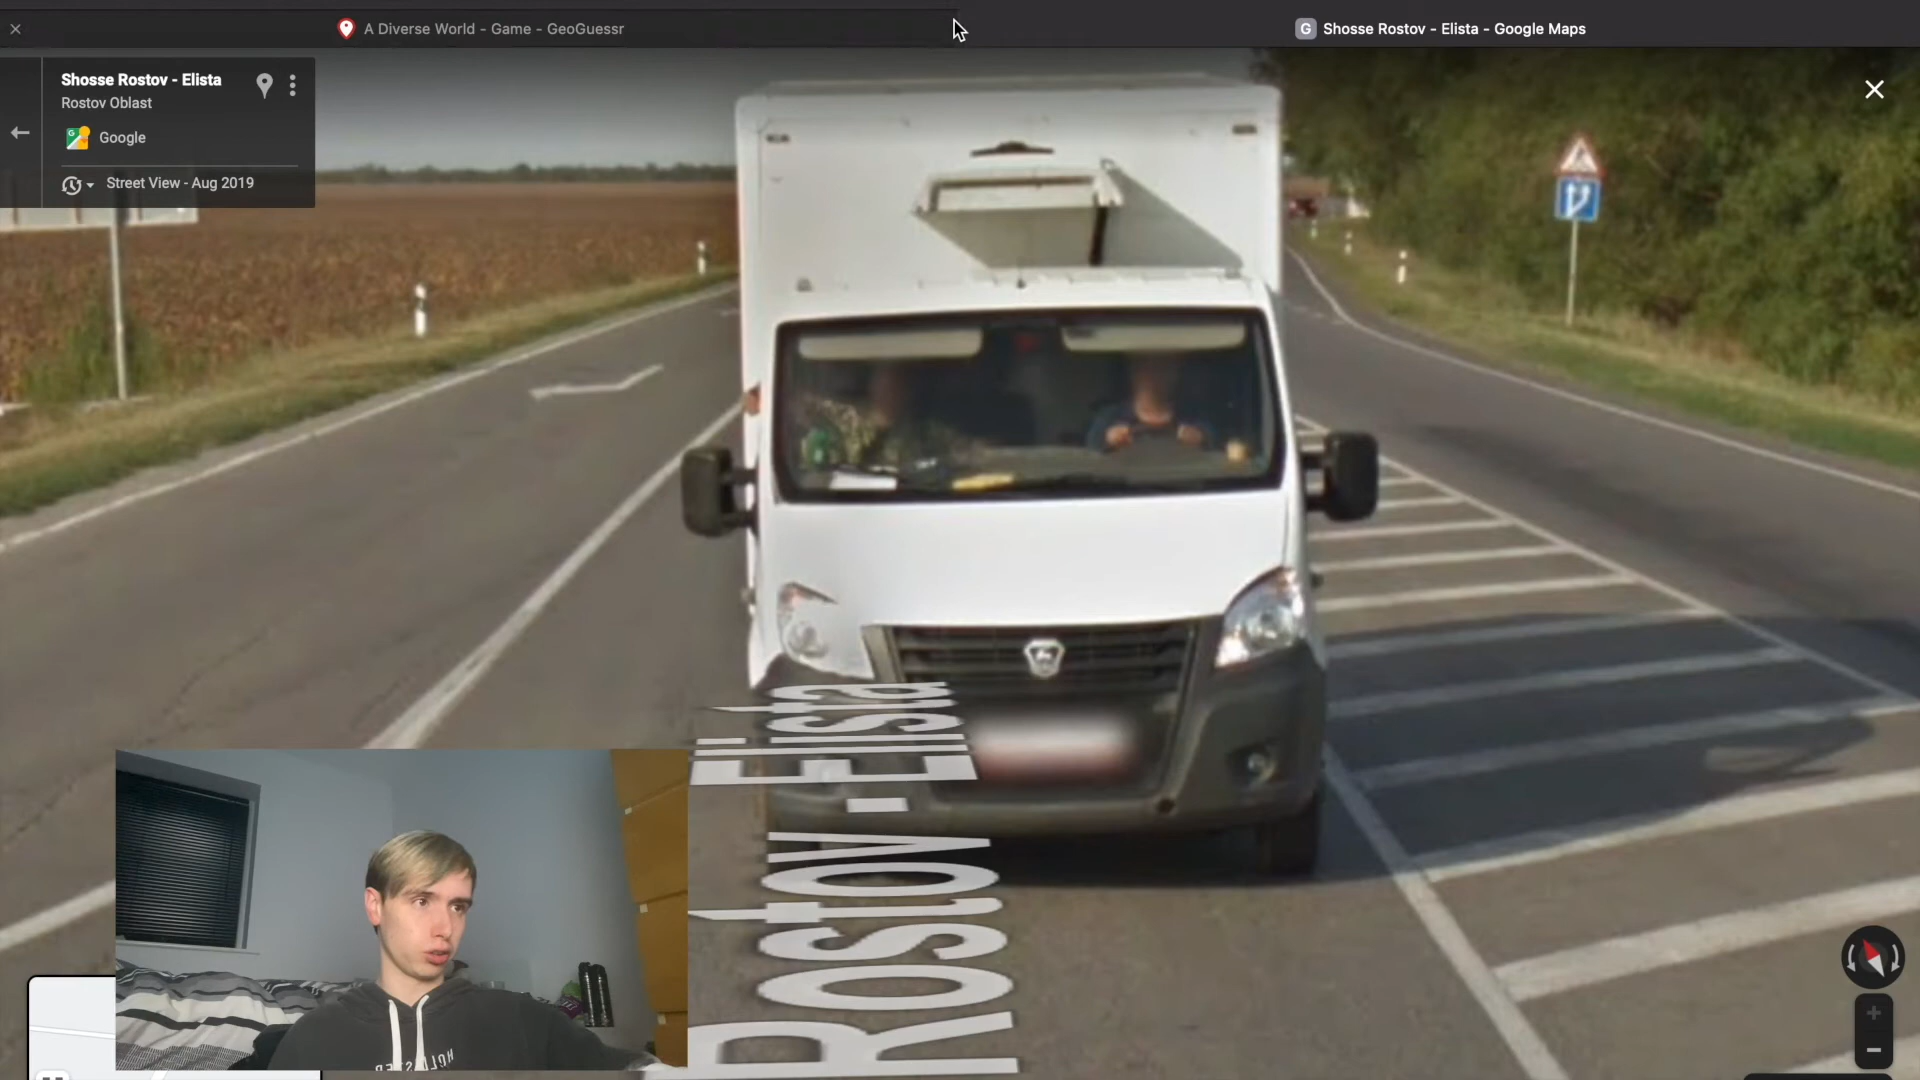 A Diverse World - Game - GeoGuessr
G Shosse Rostov - Elista - Google Maps
Shosse Rostov - Elista
Rostov Oblast
Google
Street View - Aug 2019
Rostov - Elista